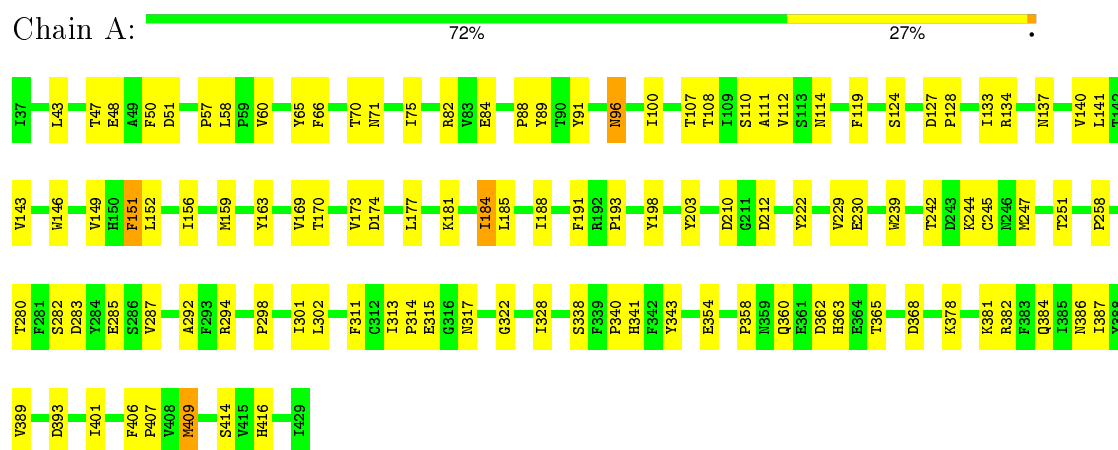 Chain A:
72% 27% •
I37 L43 T47 E48 A49 F50 D51 P57 L58 P59 V60 Y65 F66 T70 N71 I75 R82 V83 E84 P88 Y89 T90 Y91 N96 I100 T107 T108 I109 S110 A111 V112 S113 N114 F119 S124 D127 P128 I133 R134 N137 V140 L141 T142
V143 W146 V149 H150 F151 L152 I156 M159 Y163 V169 T170 V173 D174 L177 K181 I184 L185 I188 F191 R192 P193 Y198 Y203 D210 G211 D212 Y222 V229 E230 W239 T242 D243 K244 C245 N246 M247 T251 P258
T280 F281 S282 D283 Y284 E285 S286 V287 A292 F293 R294 P298 I301 L302 F311 G312 I313 P314 E315 G316 N317 G322 I328 S338 F339 P340 H341 F342 Y343 E354 P358 N359 Q360 E361 D362 H363 E364 T365 D368 K378 K381 R382 F383 Q384 I385 N386 I387 Y388
V389 D393 I401 F406 P407 V408 M409 S414 V415 H416 I429